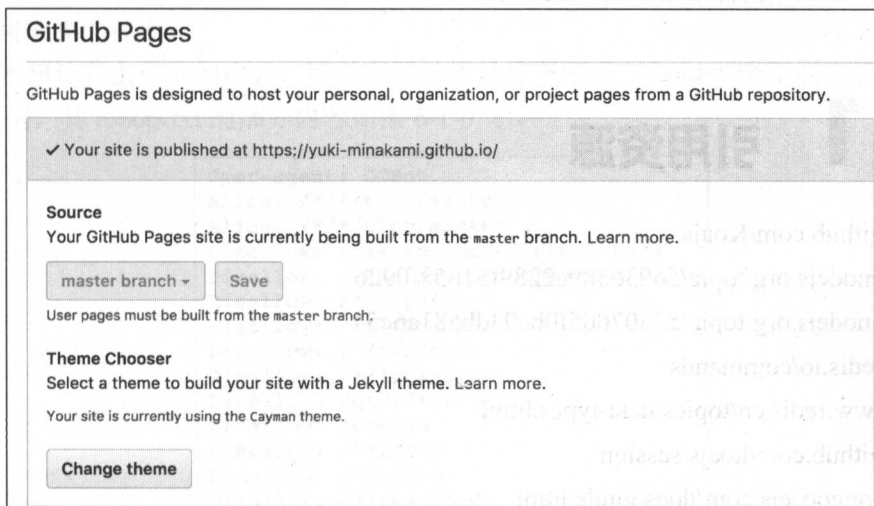 GitHub Pages
GitHub Pages is designed to host your personal, organization, or project pages from a GitHub repository.
✓ Your site is published at https://yuki-minakami.github.io/
引用资源
Source
Your GitHub Pages site is currently being built from the master branch. Learn more.
master branch Save
User pages must be built from the master branch.
Theme Chooser
Select a theme to build your site with a Jekyll theme. Learn more.
Your site is currently using the Cayman theme.
Change theme